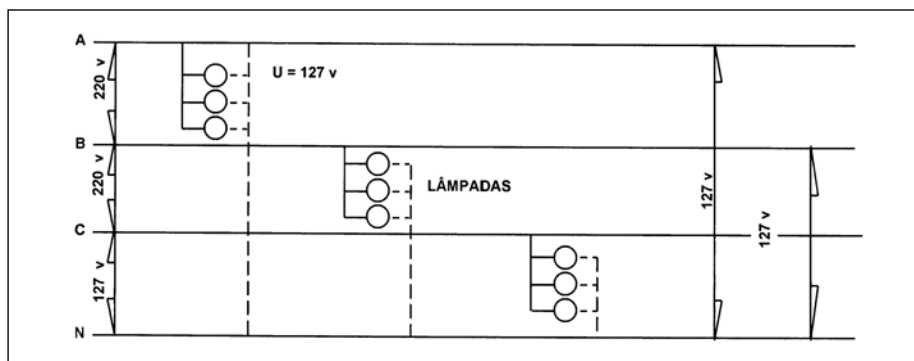 A
220 v
U = 127 v
B
220 v
LÂMPADAS
127 v
127 v
C
127 v
N